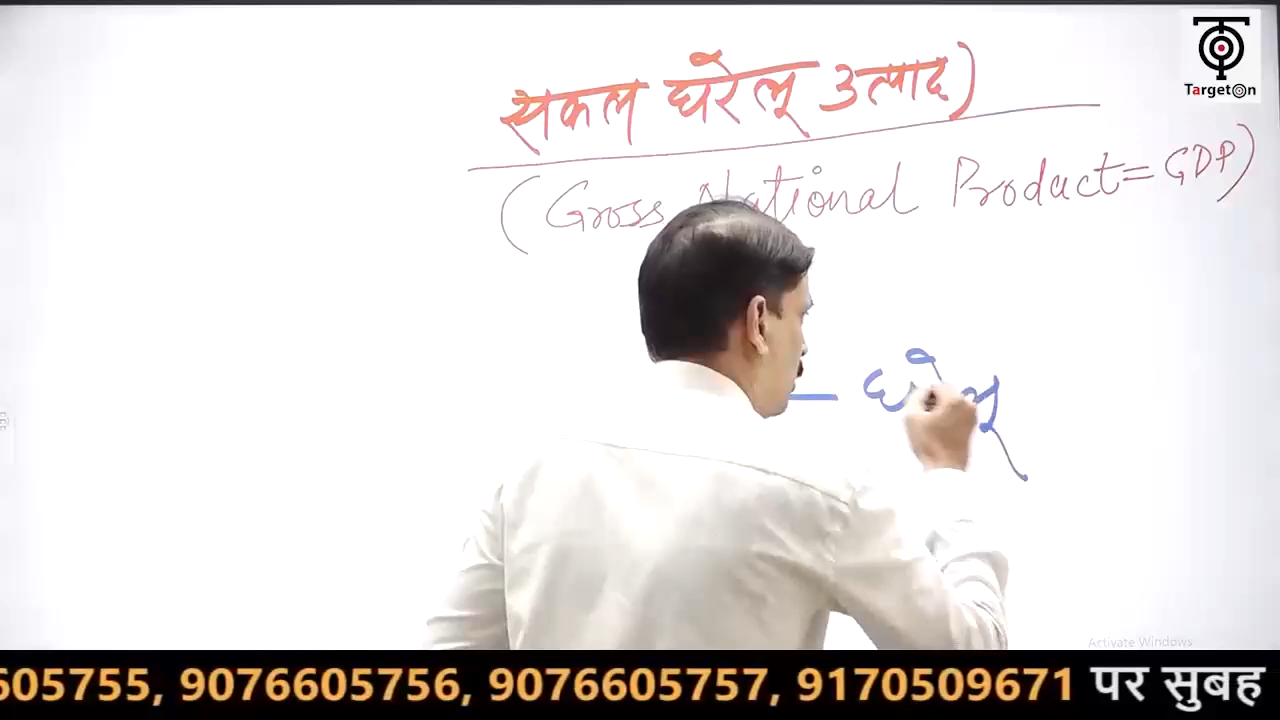 TargetOn
सकल घरेलू उत्पाद)
(Gross National Product = GDP)
— घरेलू
Activate Windows
605755, 9076605756, 9076605757, 9170509671 पर सुबह